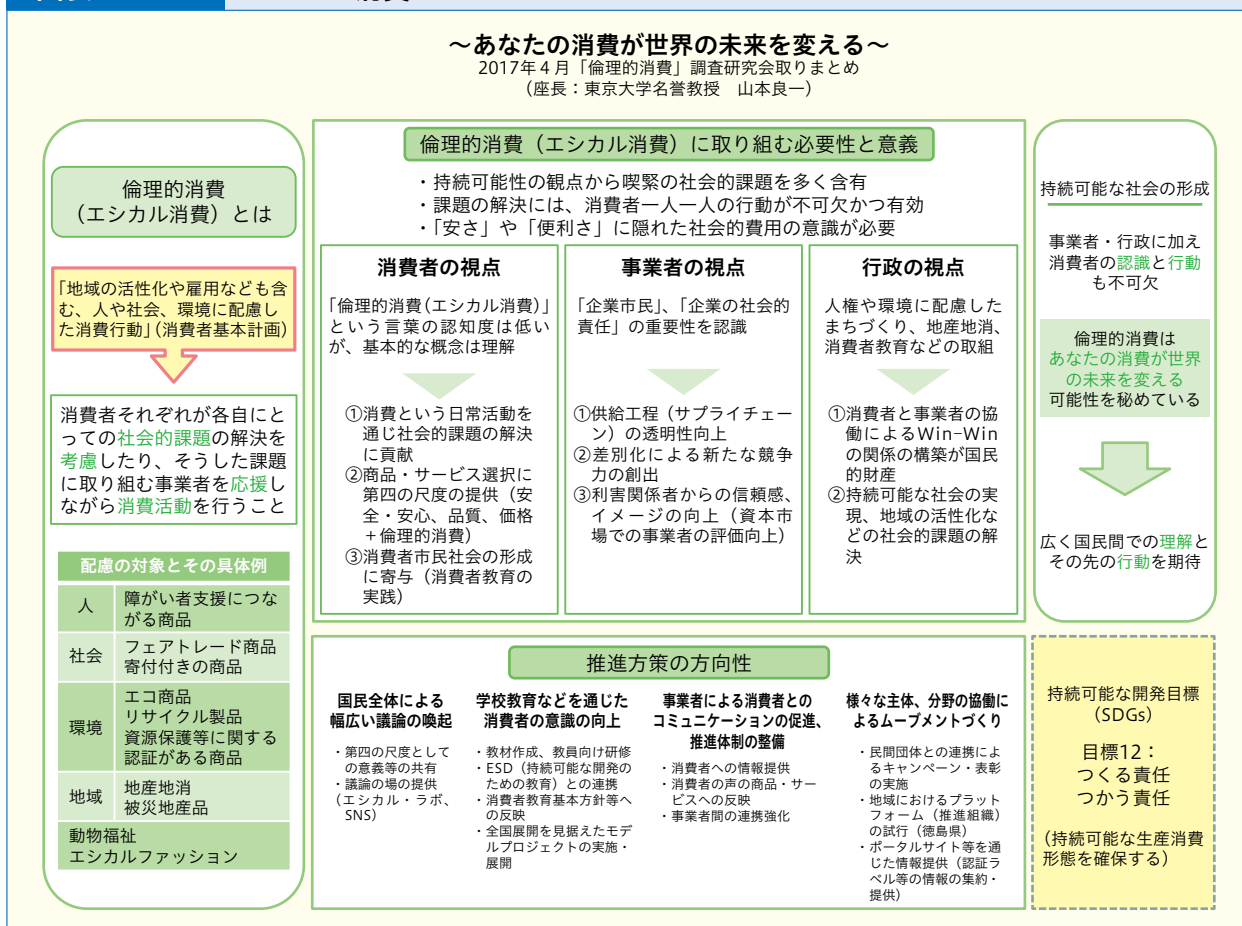 ～あなたの消費が世界の未来を変える～
2017年４月「倫理的消費」調査研究会取りまとめ
（座長：東京大学名誉教授　山本良一）
倫理的消費
（エシカル消費）とは
「地域の活性化や雇用なども含
む、人や社会、環境に配慮し
た消費行動」（消費者基本計画）
消費者それぞれが各自にと
っての社会的課題の解決を
考慮したり、そうした課題
に取り組む事業者を応援し
ながら消費活動を行うこと
配慮の対象とその具体例
人
障がい者支援につな
がる商品
社会
フェアトレード商品
寄付付きの商品
環境
エコ商品
リサイクル製品
資源保護等に関する
認証がある商品
地域
地産地消
被災地産品
動物福祉
エシカルファッション
倫理的消費（エシカル消費）に取り組む必要性と意義
・持続可能性の観点から喫緊の社会的課題を多く含有
・課題の解決には、消費者一人一人の行動が不可欠かつ有効
・「安さ」や「便利さ」に隠れた社会的費用の意識が必要
消費者の視点
「倫理的消費（エシカル消費）」
という言葉の認知度は低い
が、基本的な概念は理解
①消費という日常活動を
通じ社会的課題の解決
に貢献
②商品・サービス選択に
第四の尺度の提供（安
全・安心、品質、価格
＋倫理的消費）
③消費者市民社会の形成
に寄与（消費者教育の
実践）
事業者の視点
「企業市民」、「企業の社会的
責任」の重要性を認識
①供給工程（サプライチェー
ン）の透明性向上
②差別化による新たな競争
力の創出
③利害関係者からの信頼感、
イメージの向上（資本市
場での事業者の評価向上）
行政の視点
人権や環境に配慮した
まちづくり、地産地消、
消費者教育などの取組
①消費者と事業者の協
働によるWin−Win
の関係の構築が国民
的財産
②持続可能な社会の実
現、地域の活性化な
どの社会的課題の解
決
持続可能な社会の形成
事業者・行政に加え
消費者の認識と行動
も不可欠
倫理的消費は
あなたの消費が世界
の未来を変える
可能性を秘めている
広く国民間での理解と
その先の行動を期待
推進方策の方向性
国民全体による
幅広い議論の喚起
・第四の尺度として
の意義等の共有
・議論の場の提供
（エシカル・ラボ、
SNS）
学校教育などを通じた
消費者の意識の向上
・教材作成、教員向け研修
・ESD（持続可能な開発の
ための教育）との連携
・消費者教育基本方針等へ
の反映
・全国展開を見据えたモデ
ルプロジェクトの実施・
展開
事業者による消費者との
コミュニケーションの促進、
推進体制の整備
・消費者への情報提供
・消費者の声の商品・サー
ビスへの反映
・事業者間の連携強化
様々な主体、分野の協働に
よるムーブメントづくり
・民間団体との連携によ
るキャンペーン・表彰
の実施
・地域におけるプラット
フォーム（推進組織）
の試行（徳島県）
・ポータルサイト等を通
じた情報提供（認証ラ
ベル等の情報の集約・
提供）
持続可能な開発目標
（SDGs）
目標12：
つくる責任
つかう責任
（持続可能な生産消費
形態を確保する）